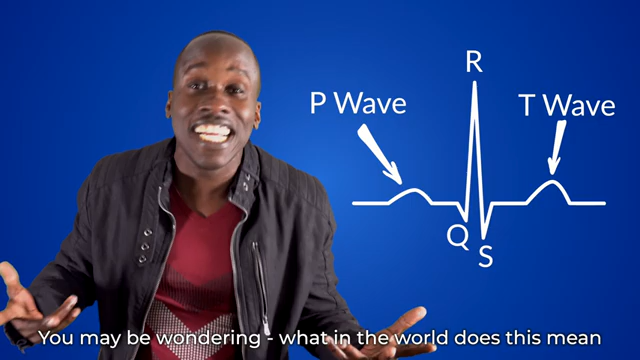 R
P Wave
T Wave
Q
S
You may be wondering - what in the world does this mean